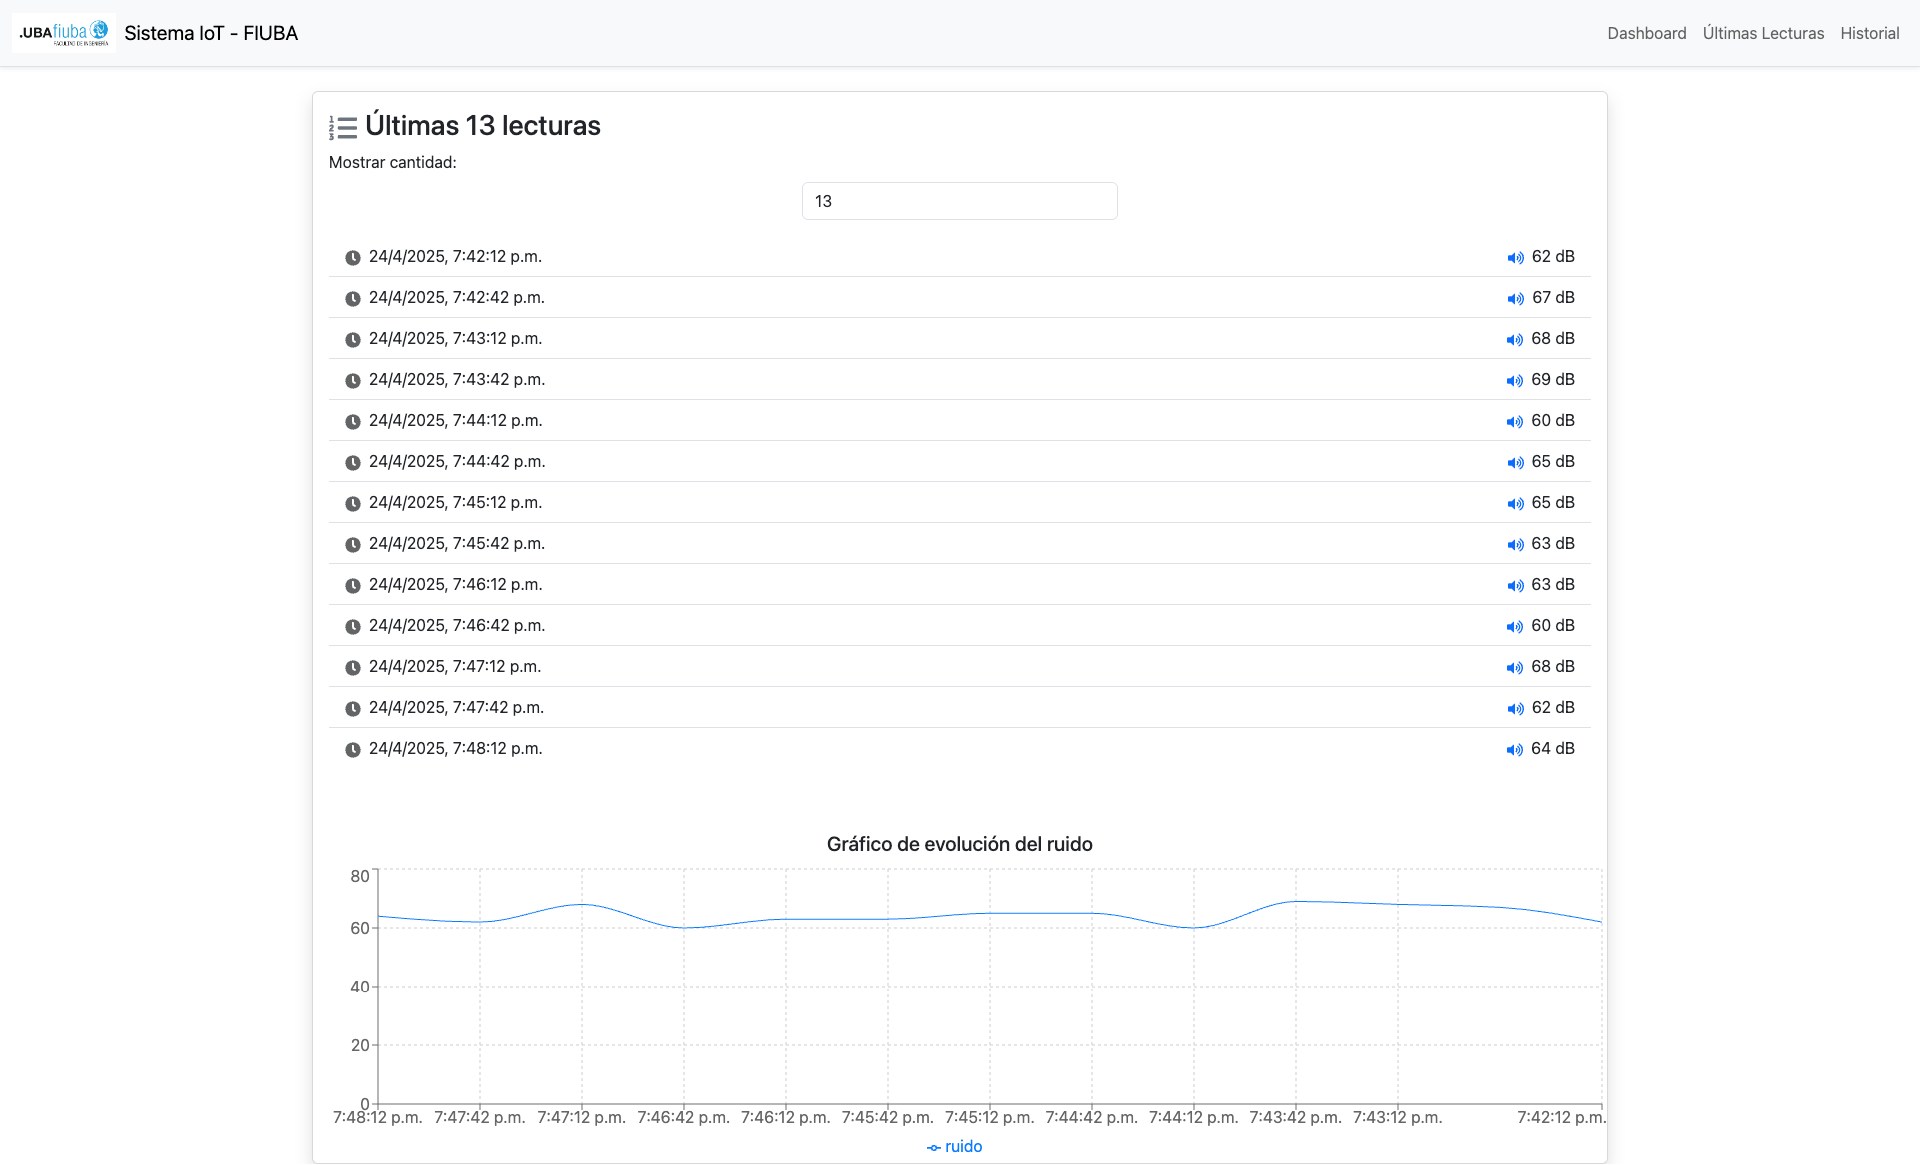 .UBAfiuba
FACULTAD DE INGENIERÍA
Sistema IoT - FIUBA
Dashboard Últimas Lecturas Historial
1
2
3
Últimas 13 lecturas
Mostrar cantidad:
13
24/4/2025, 7:42:12 p.m. 62 dB
24/4/2025, 7:42:42 p.m. 67 dB
24/4/2025, 7:43:12 p.m. 68 dB
24/4/2025, 7:43:42 p.m. 69 dB
24/4/2025, 7:44:12 p.m. 60 dB
24/4/2025, 7:44:42 p.m. 65 dB
24/4/2025, 7:45:12 p.m. 65 dB
24/4/2025, 7:45:42 p.m. 63 dB
24/4/2025, 7:46:12 p.m. 63 dB
24/4/2025, 7:46:42 p.m. 60 dB
24/4/2025, 7:47:12 p.m. 68 dB
24/4/2025, 7:47:42 p.m. 62 dB
24/4/2025, 7:48:12 p.m. 64 dB
Gráfico de evolución del ruido
80
60
40
20
0
7:48:12 p.m. 7:47:42 p.m. 7:47:12 p.m. 7:46:42 p.m. 7:46:12 p.m. 7:45:42 p.m. 7:45:12 p.m. 7:44:42 p.m. 7:44:12 p.m. 7:43:42 p.m. 7:43:12 p.m. 7:42:12 p.m.
ruido